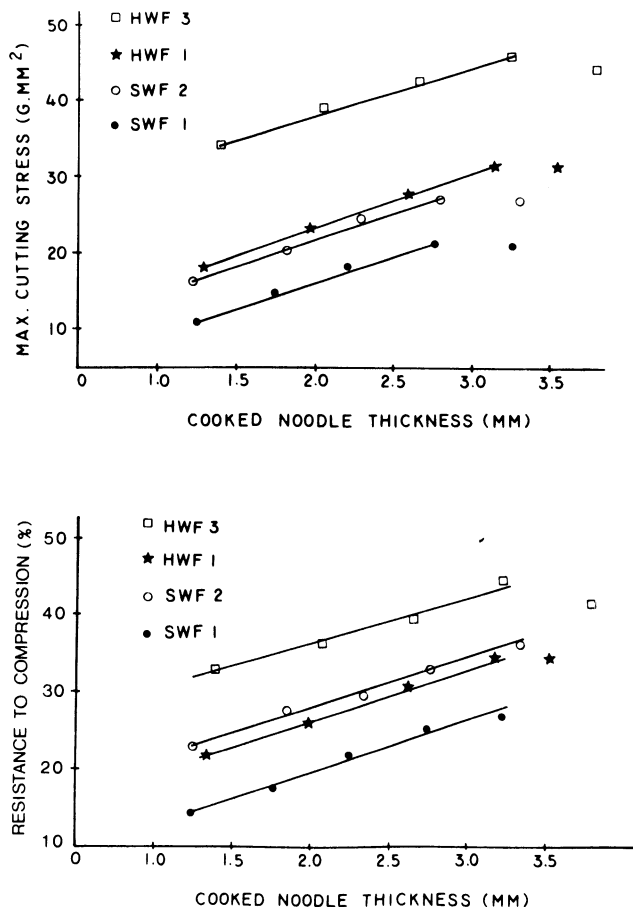 HWF 3
HWF 1
SWF 2
SWF 1
MAX. CUTTING STRESS (G.MM²)
50
40
30
20
10
0 1.0 1.5 2.0 2.5 3.0 3.5
COOKED NOODLE THICKNESS (MM)
HWF 3
HWF 1
SWF 2
SWF 1
RESISTANCE TO COMPRESSION (%)
50
40
30
20
10
0 1.0 1.5 2.0 2.5 3.0 3.5
COOKED NOODLE THICKNESS (MM)